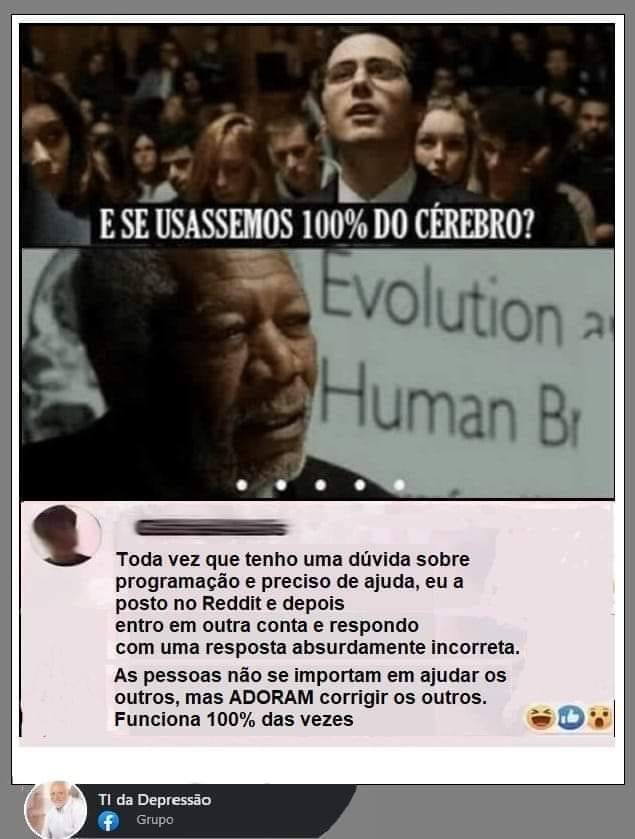 E SE USASSEMOS 100% DO CÉREBRO?
Evolution a
Human Br
Toda vez que tenho uma dúvida sobre
programação e preciso de ajuda, eu a
posto no Reddit e depois
entro em outra conta e respondo
com uma resposta absurdamente incorreta.
As pessoas não se importam em ajudar os
outros, mas ADORAM corrigir os outros.
Funciona 100% das vezes
TI da Depressão
Grupo